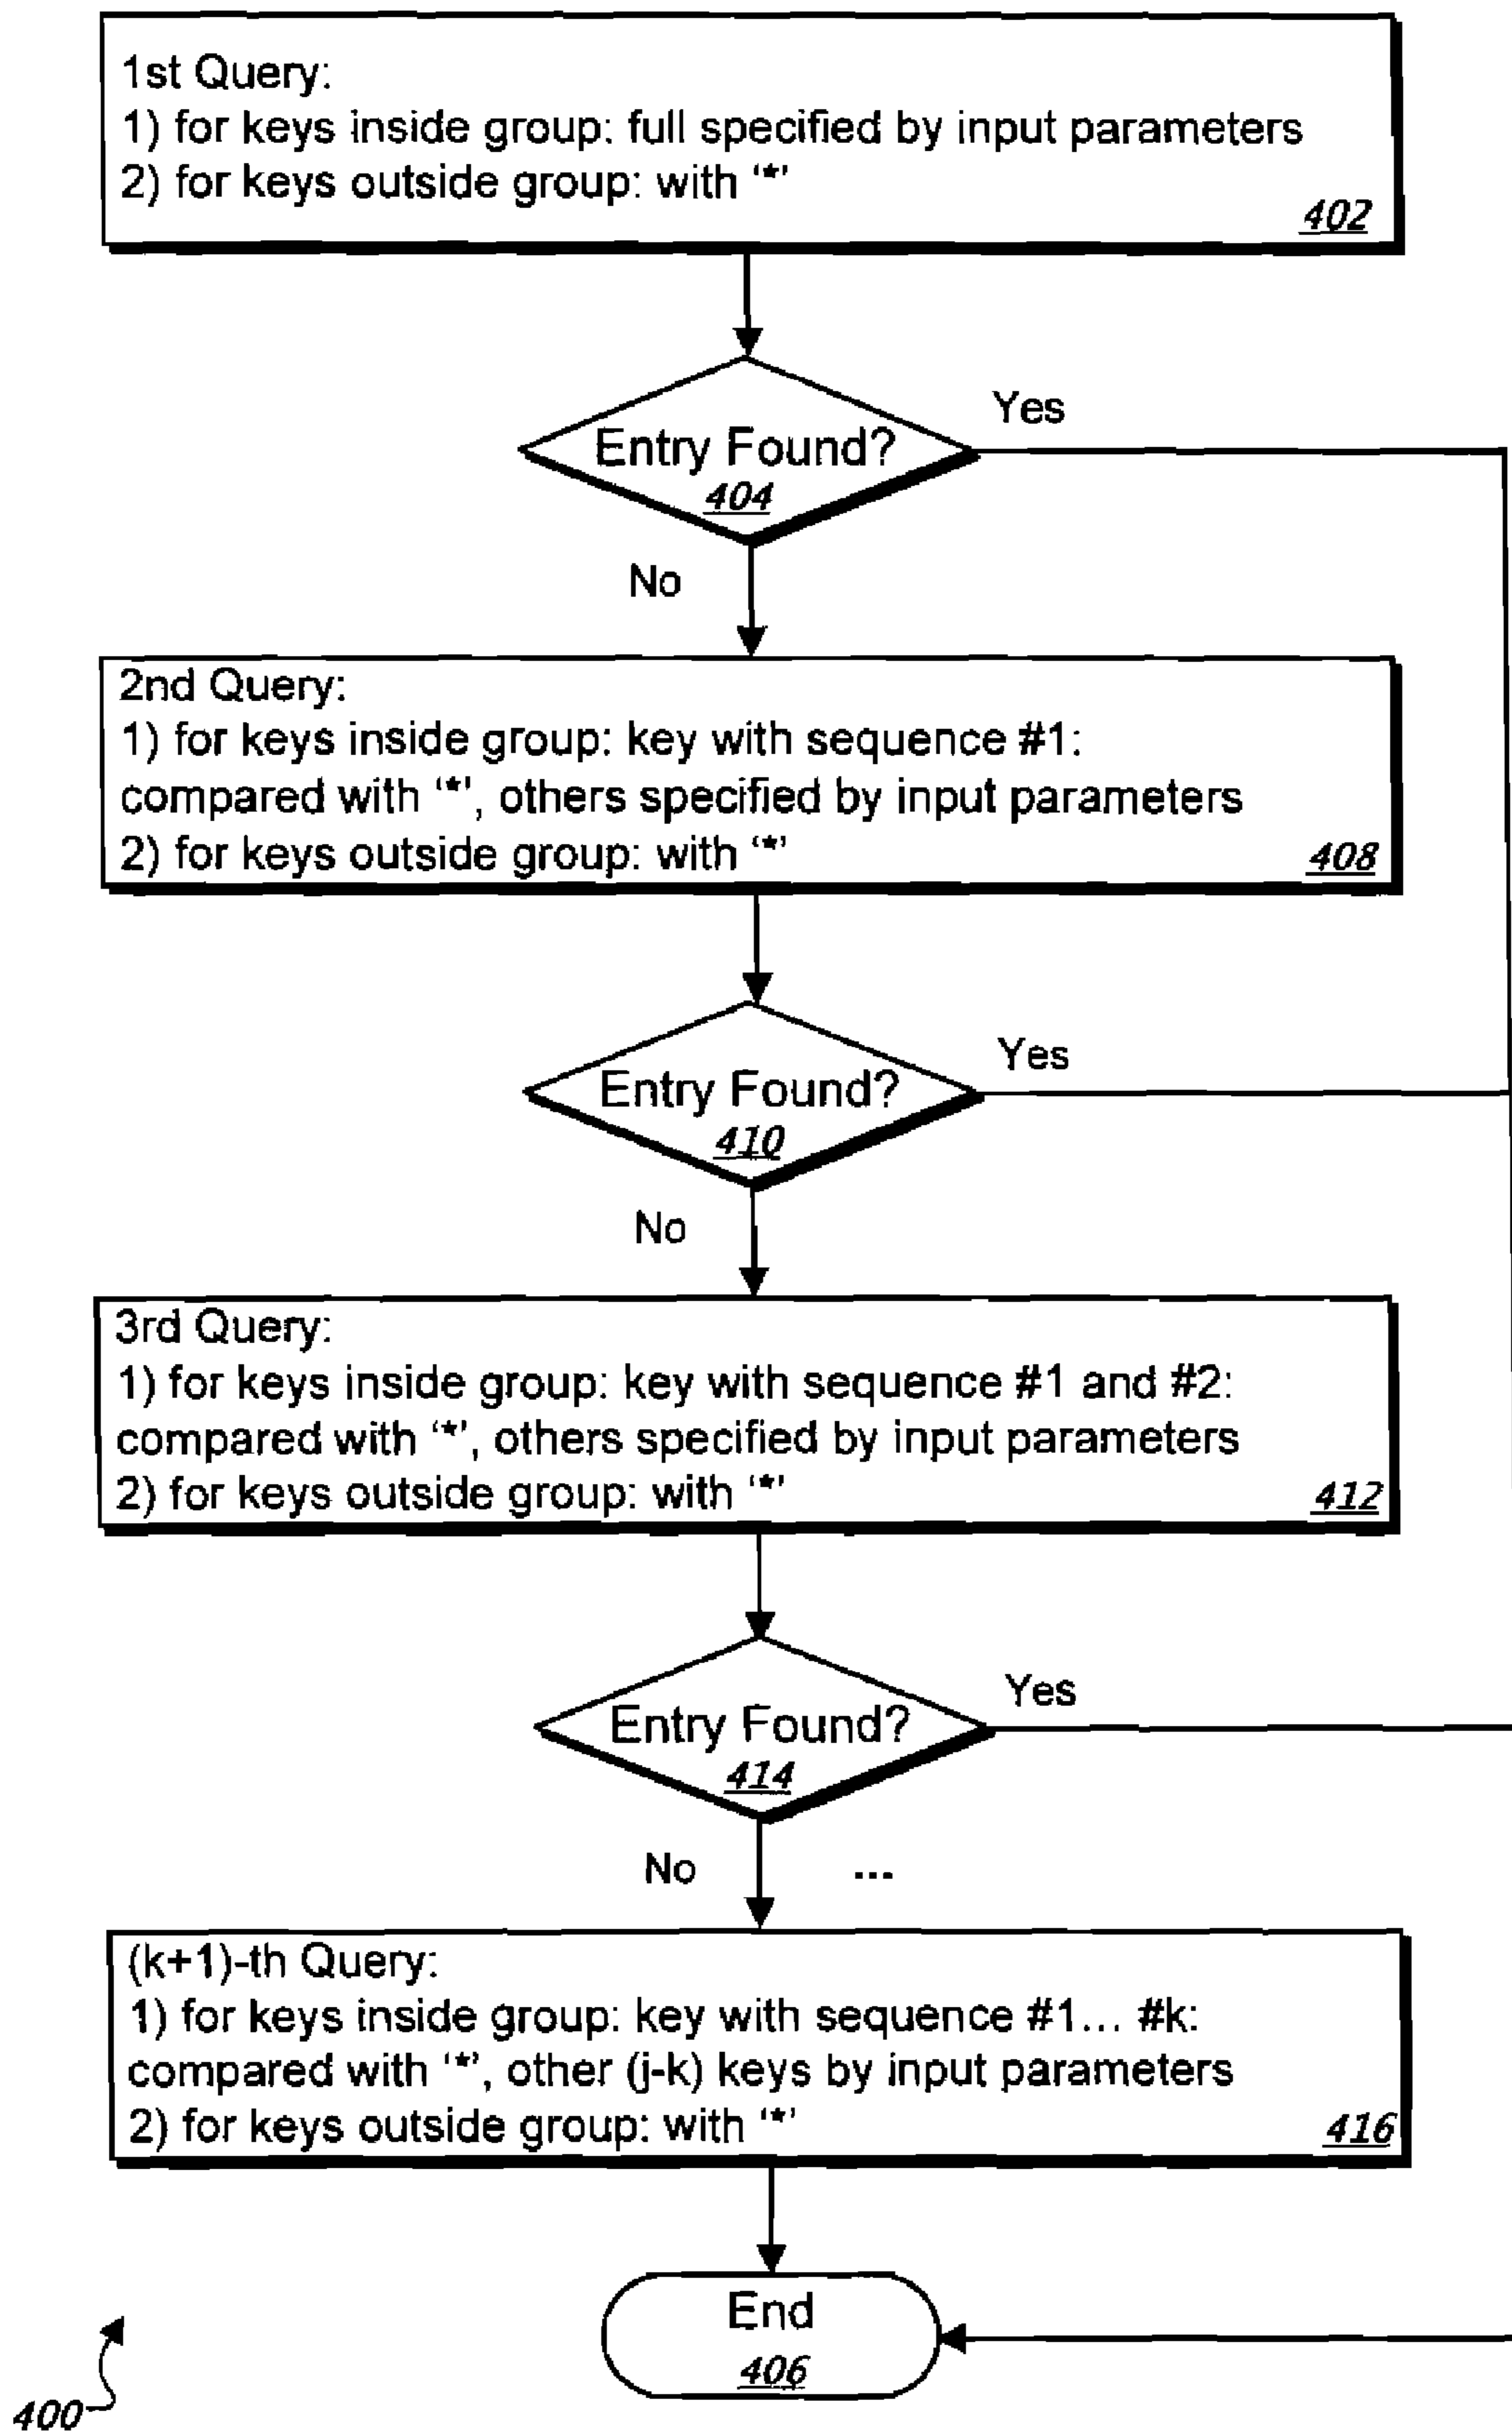 1st Query:
1) for keys inside group: full specified by input parameters
2) for keys outside group: with ‘*’
402
Yes
Entry Found?
404
No
2nd Query:
1) for keys inside group: key with sequence #1:
compared with ‘*’, others specified by input parameters
2) for keys outside group: with ‘*’
408
Yes
Entry Found?
410
No
3rd Query:
1) for keys inside group: key with sequence #1 and #2:
compared with ‘*’, others specified by input parameters
2) for keys outside group: with ‘*’
412
Yes
Entry Found?
414
No ...
(k+1)-th Query:
1) for keys inside group: key with sequence #1... #k:
compared with ‘*’, other (j-k) keys by input parameters
2) for keys outside group: with ‘*’
416
End
406
400